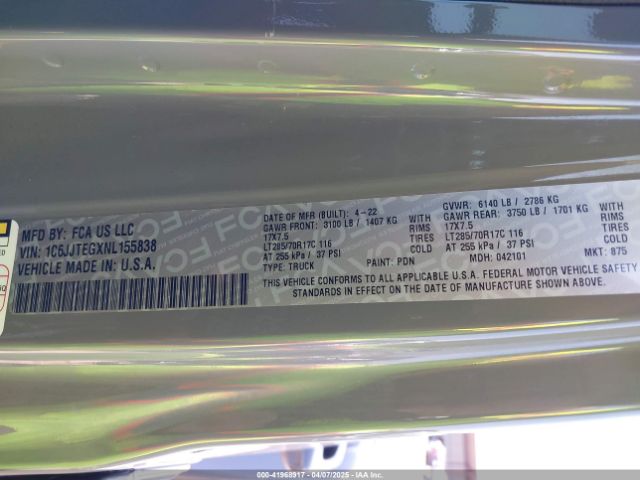 MFD BY: FCA US LLC
VIN: 1C6JJTEGXNL155838
VEHICLE MADE IN: U.S.A.
DATE OF MFR (BUILT): 4-22
GAWR FRONT: 3100 LB / 1407 KG WITH
17X7.5 RIMS
LT285/70R17C 116 TIRES
AT 255 kPa / 37 PSI COLD
TYPE: TRUCK PAINT: PDN
GVWR: 6140 LB / 2786 KG
GAWR REAR: 3750 LB / 1701 KG WITH
17X7.5 RIMS
LT285/70R17C 116 TIRES
AT 255 kPa / 37 PSI COLD
MDH: 042101 MKT: 875
THIS VEHICLE CONFORMS TO ALL APPLICABLE U.S.A. FEDERAL MOTOR VEHICLE SAFETY
STANDARDS IN EFFECT ON THE DATE OF MANUFACTURE SHOWN ABOVE.
000-41968917 - 04/07/2025 - IAAI.COM